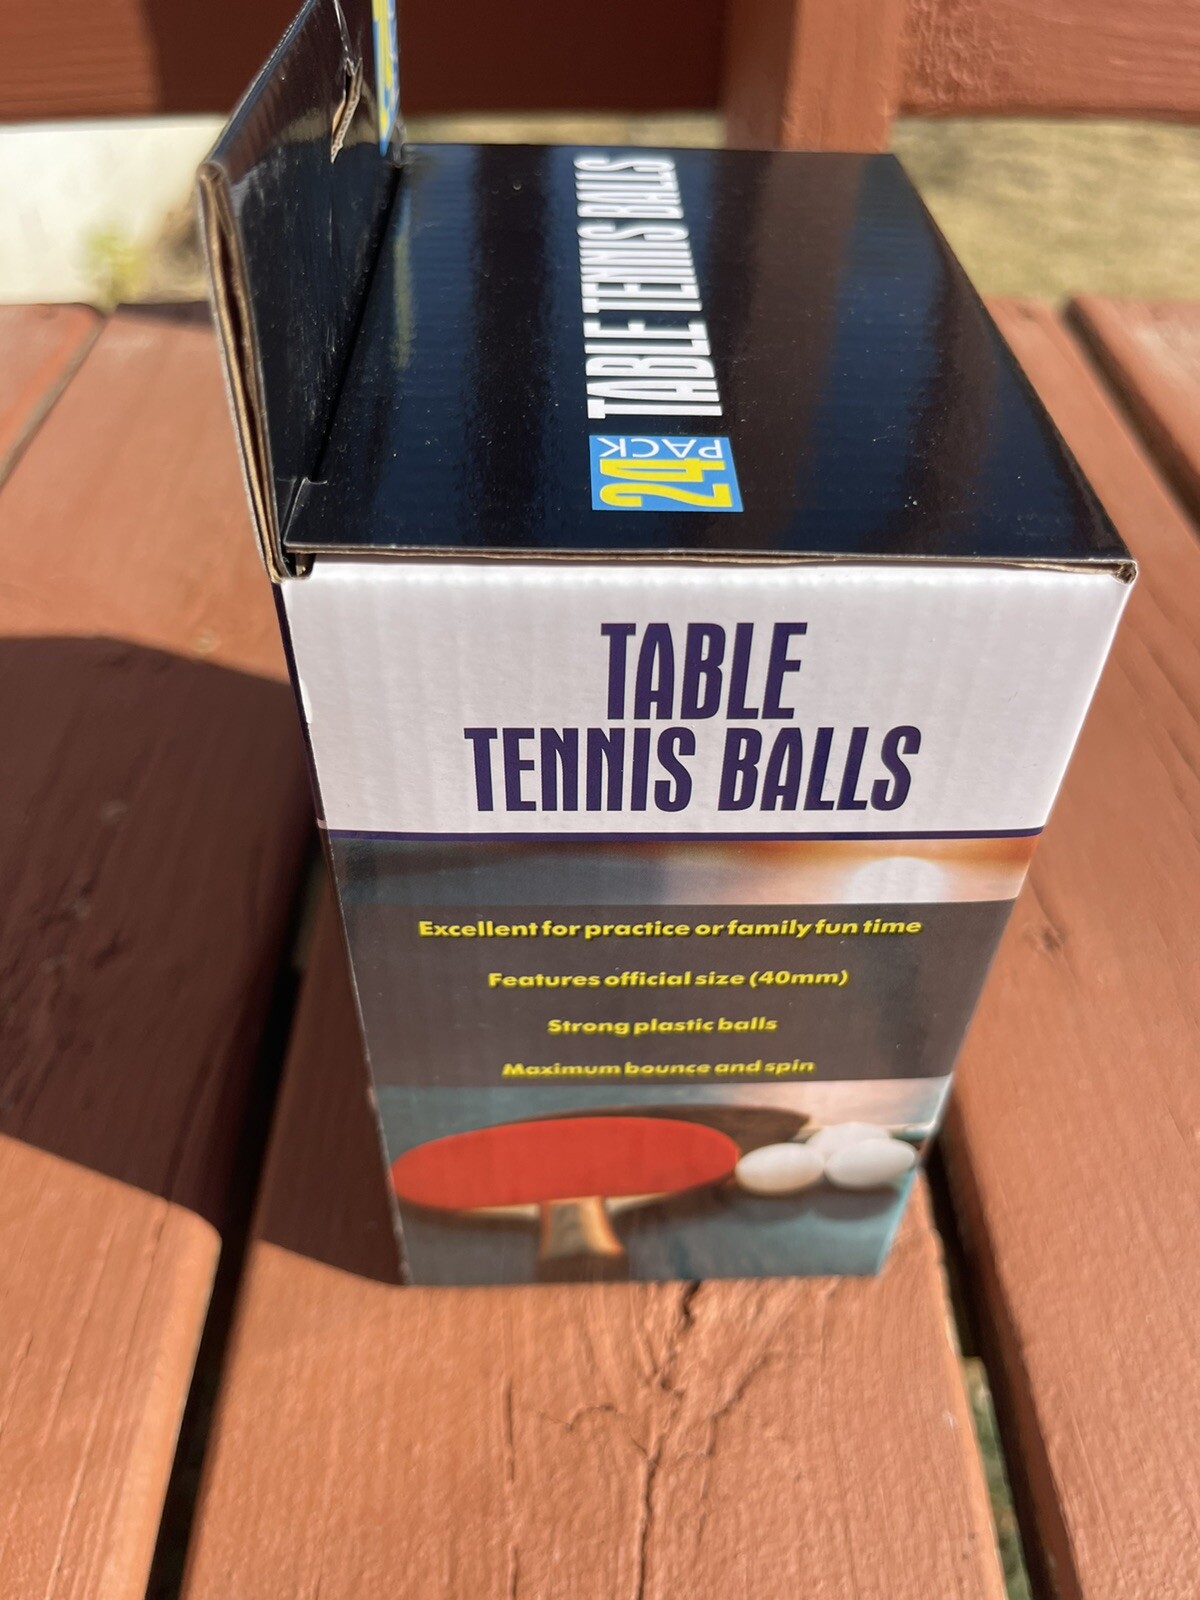 24
PACK
TABLE TENNIS BALLS
TABLE
TENNIS BALLS
Excellent for practice or family fun time
Features official size (40mm)
Strong plastic balls
Maximum bounce and spin